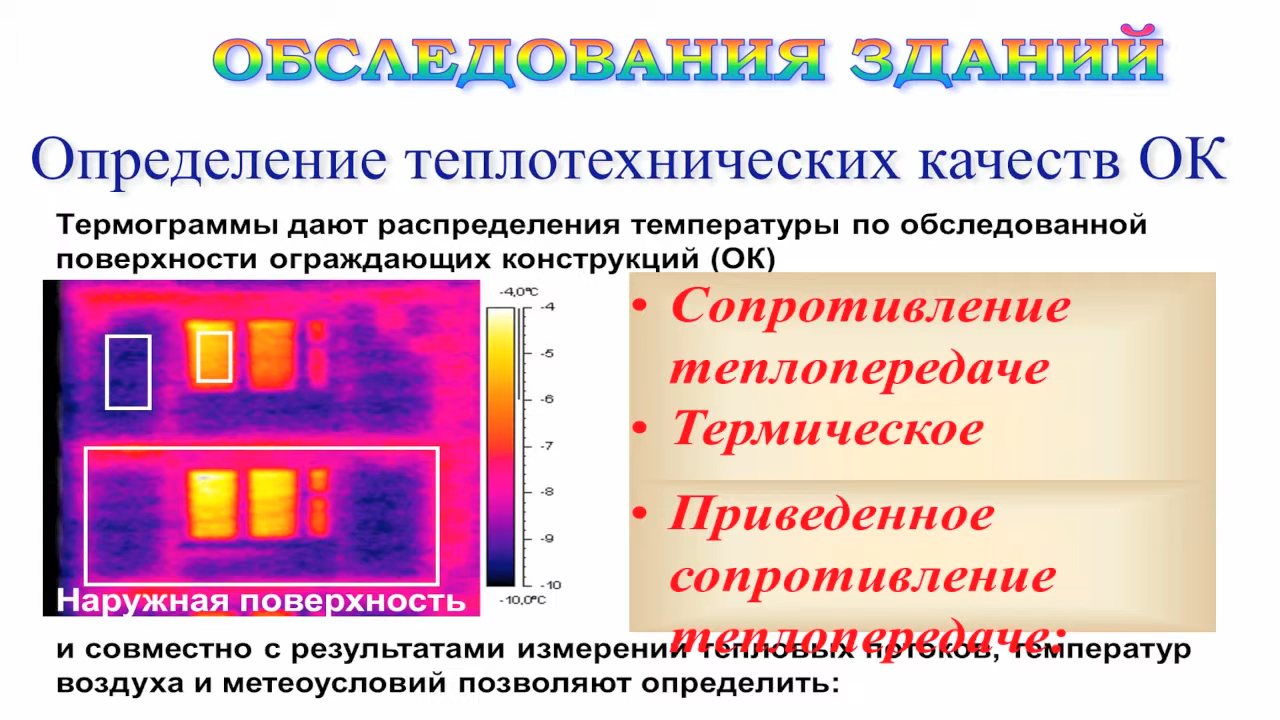 ОБСЛЕДОВАНИЯ ЗДАНИЙ
Определение теплотехнических качеств ОК
Термограммы дают распределения температуры по обследованной
поверхности ограждающих конструкций (ОК)
-4,0°C
-4
-5
-6
-7
-8
-9
-10
-10,0°C
Наружная поверхность
• Сопротивление
теплопередаче
• Термическое
• Приведенное
сопротивление
теплопередаче:
и совместно с результатами измерений тепловых потоков, температур
воздуха и метеоусловий позволяют определить: